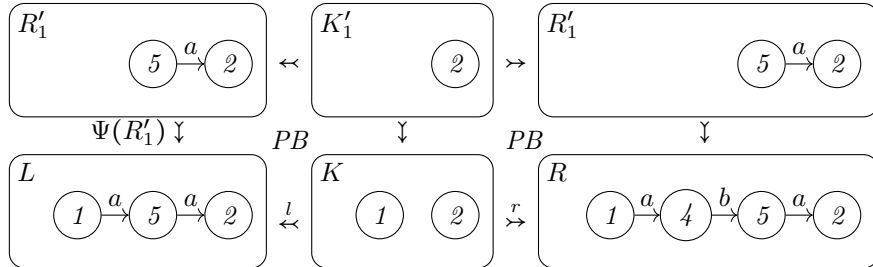 R′₁ K′₁ R′₁
5 a 2 2 5 a 2
Ψ(R′₁) PB PB
L K R
1 a 5 a 2 l 1 2 r 1 a 4 b 5 a 2